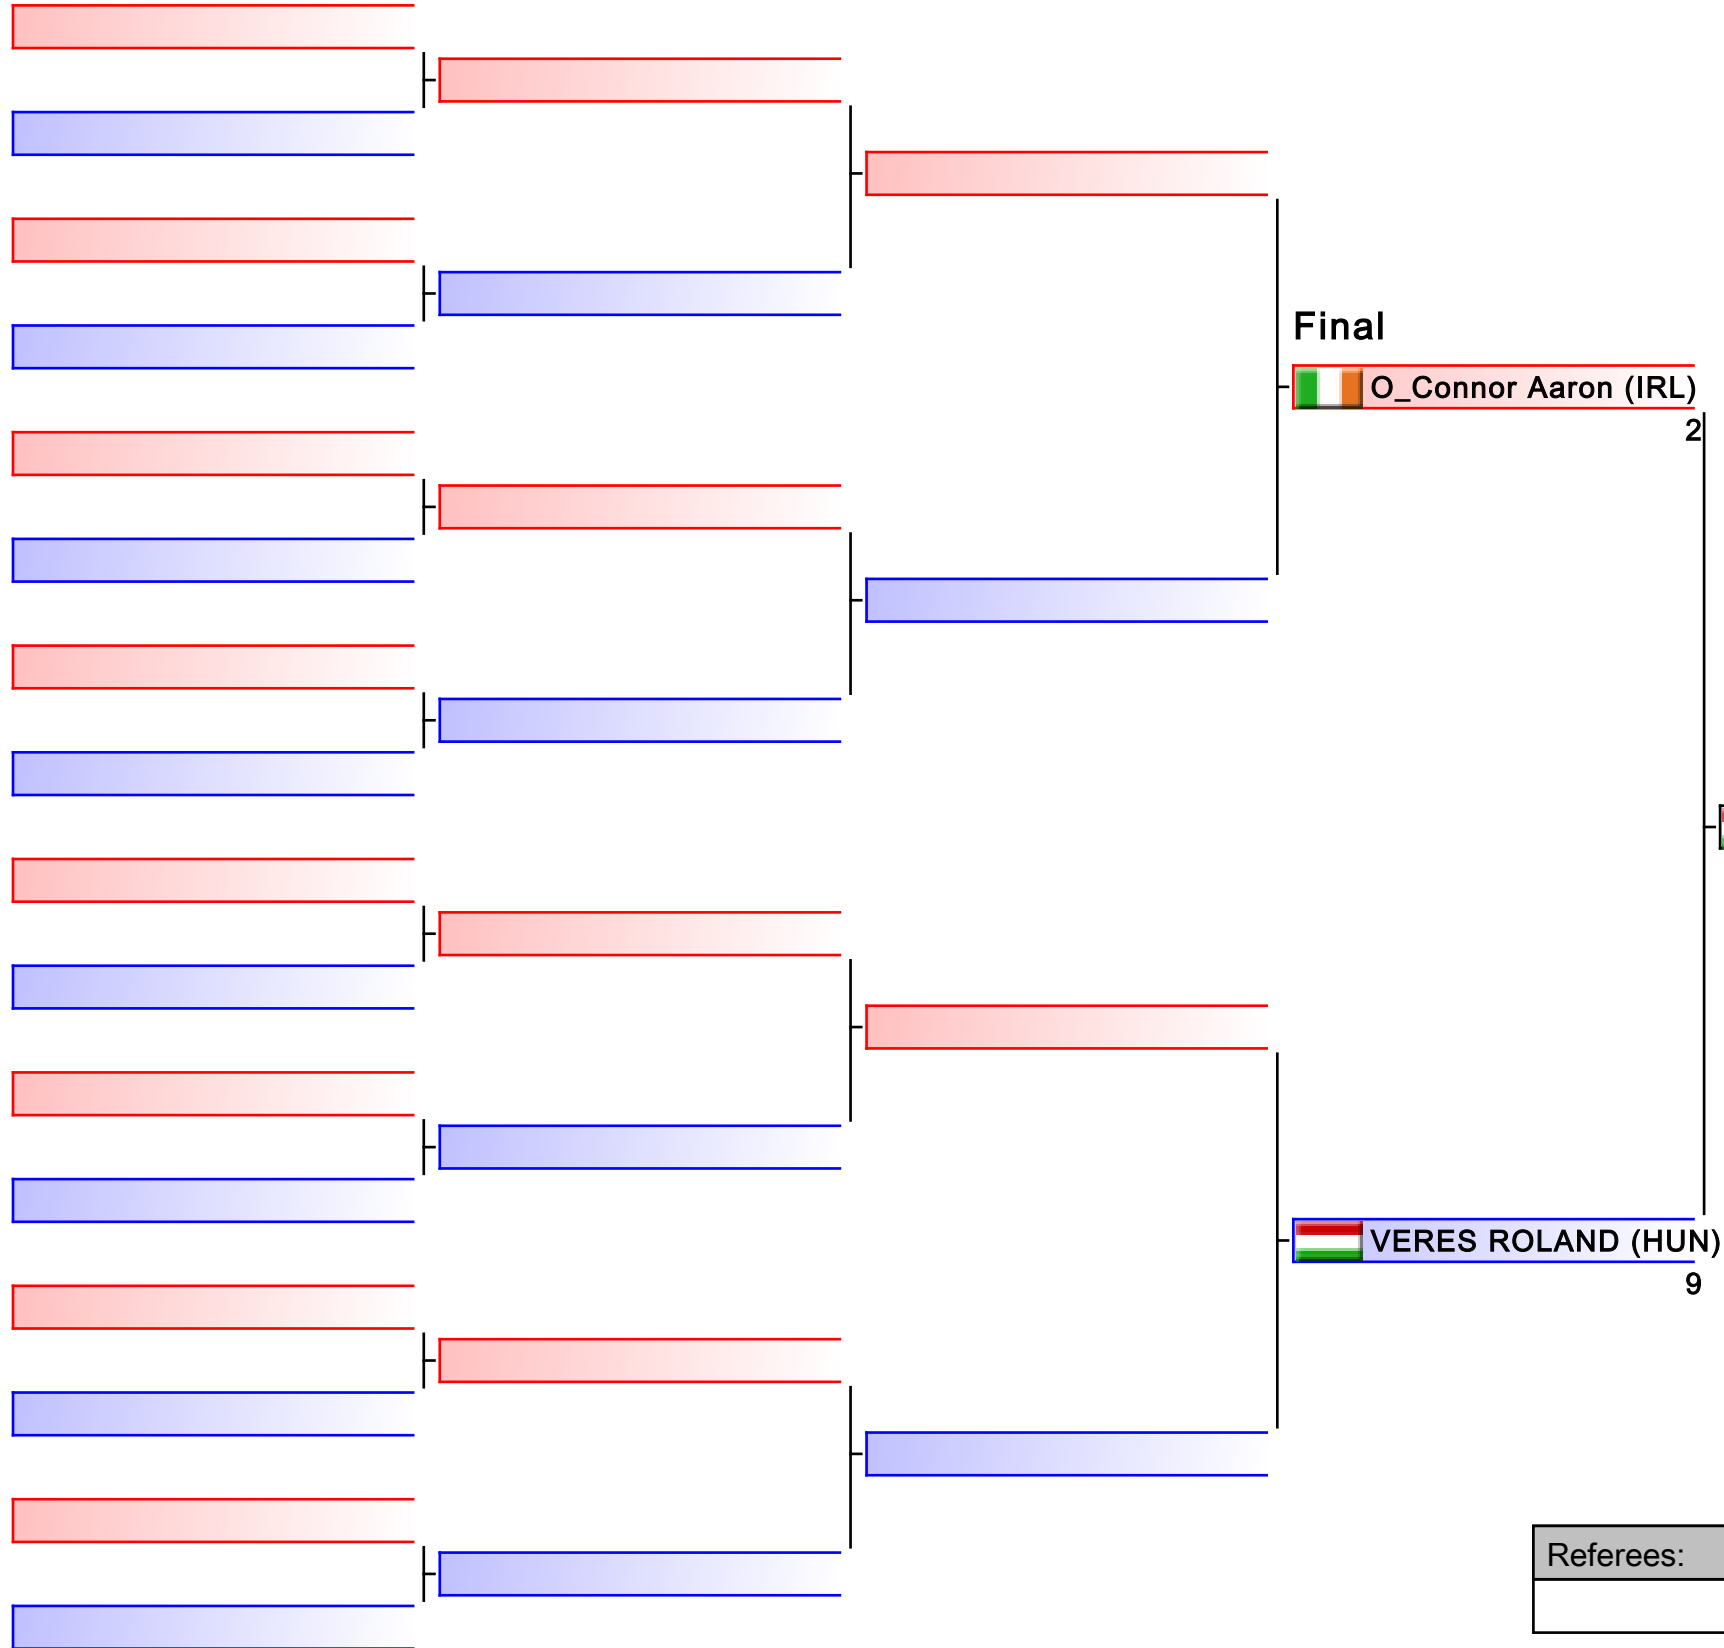 Final
O_Connor Aaron (IRL)
2
VERES ROLAND (HUN)
9
Referees: